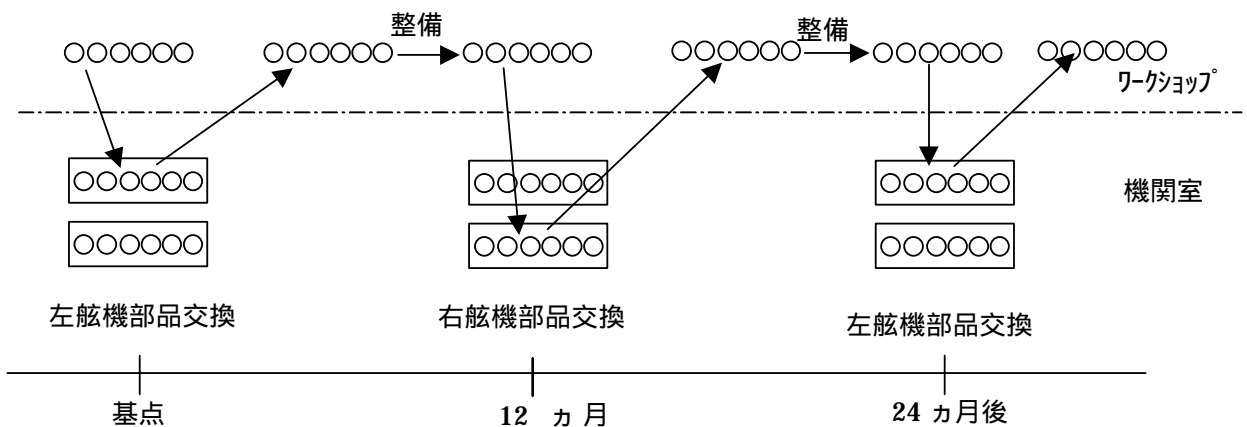 整備
整備
ﾜｰｸｼｮｯﾌﾟ
機関室
左舷機部品交換
右舷機部品交換
左舷機部品交換
基点
12 ヵ月
24 ヵ月後